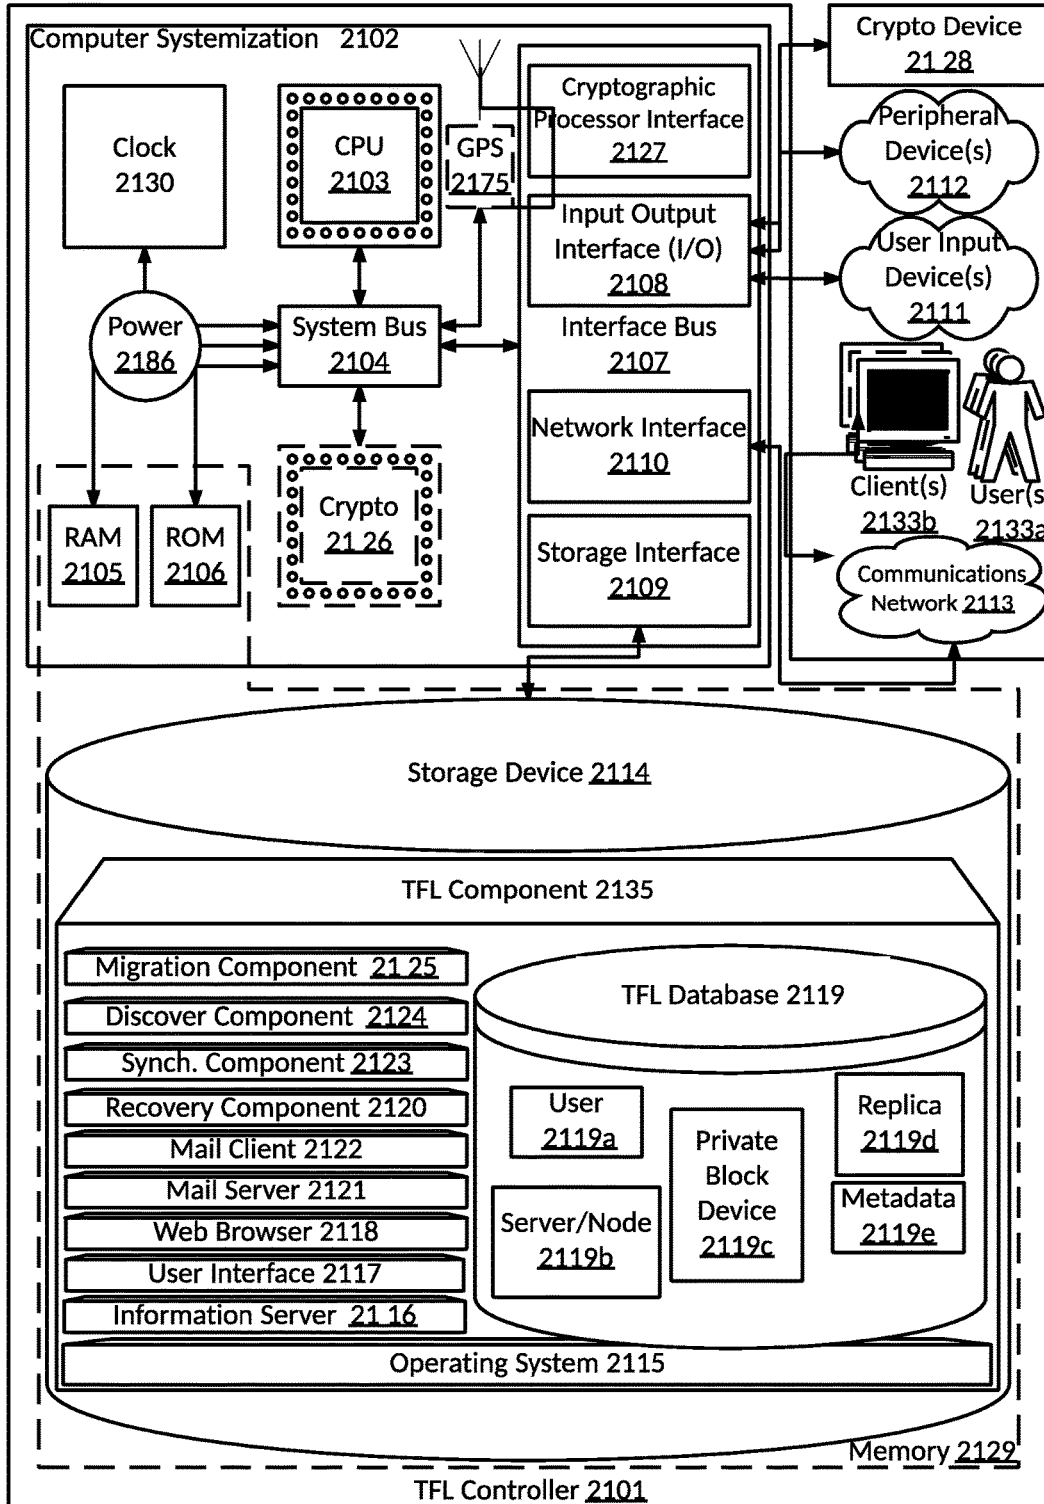 Computer Systemization 2102
Clock
2130
CPU
2103
GPS
2175
Cryptographic
Processor Interface
2127
Input Output
Interface (I/O)
2108
Interface Bus
2107
Network Interface
2110
Storage Interface
2109
Power
2186
System Bus
2104
RAM
2105
ROM
2106
Crypto
21 26
Crypto Device
21 28
Peripheral
Device(s)
2112
User Input
Device(s)
2111
Client(s)
2133b
User(s
2133a
Communications
Network 2113
Storage Device 2114
TFL Component 2135
Migration Component 21 25
Discover Component 2124
Synch. Component 2123
Recovery Component 2120
Mail Client 2122
Mail Server 2121
Web Browser 2118
User Interface 2117
Information Server 21 16
TFL Database 2119
User
2119a
Server/Node
2119b
Private
Block
Device
2119c
Replica
2119d
Metadata
2119e
Operating System 2115
Memory 2129
TFL Controller 2101